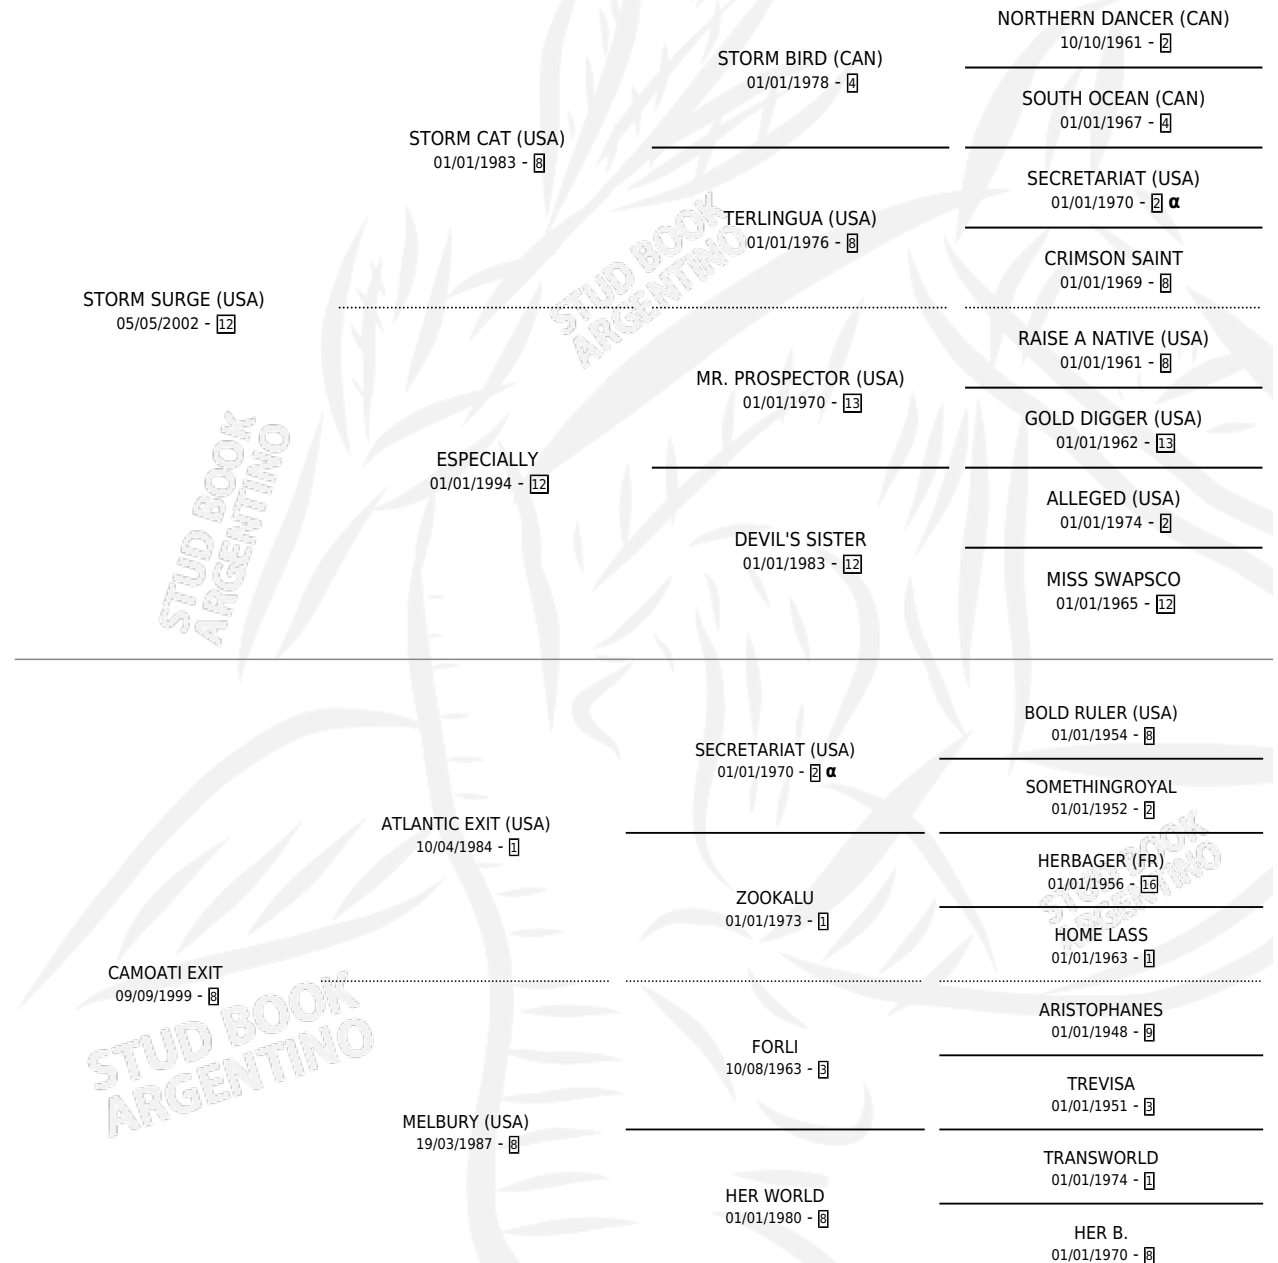 NORTHERN DANCER (CAN)
10/10/1961 - 2
STORM BIRD (CAN)
01/01/1978 - 4
SOUTH OCEAN (CAN)
01/01/1967 - 4
STORM CAT (USA)
01/01/1983 - 8
SECRETARIAT (USA)
01/01/1970 - 2 α
TERLINGUA (USA)
01/01/1976 - 8
CRIMSON SAINT
01/01/1969 - 8
STORM SURGE (USA)
05/05/2002 - 12
RAISE A NATIVE (USA)
01/01/1961 - 8
MR. PROSPECTOR (USA)
01/01/1970 - 13
GOLD DIGGER (USA)
01/01/1962 - 13
ESPECIALLY
01/01/1994 - 12
ALLEGED (USA)
01/01/1974 - 2
DEVIL'S SISTER
01/01/1983 - 12
MISS SWAPSCO
01/01/1965 - 12
BOLD RULER (USA)
01/01/1954 - 8
SECRETARIAT (USA)
01/01/1970 - 2 α
SOMETHINGROYAL
01/01/1952 - 2
ATLANTIC EXIT (USA)
10/04/1984 - 1
HERBAGER (FR)
01/01/1956 - 16
ZOOKALU
01/01/1973 - 1
HOME LASS
01/01/1963 - 1
CAMOATI EXIT
09/09/1999 - 8
ARISTOPHANES
01/01/1948 - 9
FORLI
10/08/1963 - 3
TREVISA
01/01/1951 - 3
MELBURY (USA)
19/03/1987 - 8
TRANSWORLD
01/01/1974 - 1
HER WORLD
01/01/1980 - 8
HER B.
01/01/1970 - 8
STUD BOOK
ARGENTINO
STUD BOOK
ARGENTINO
STUD BOOK
ARGENTINO
STUD BOOK
ARGENTINO